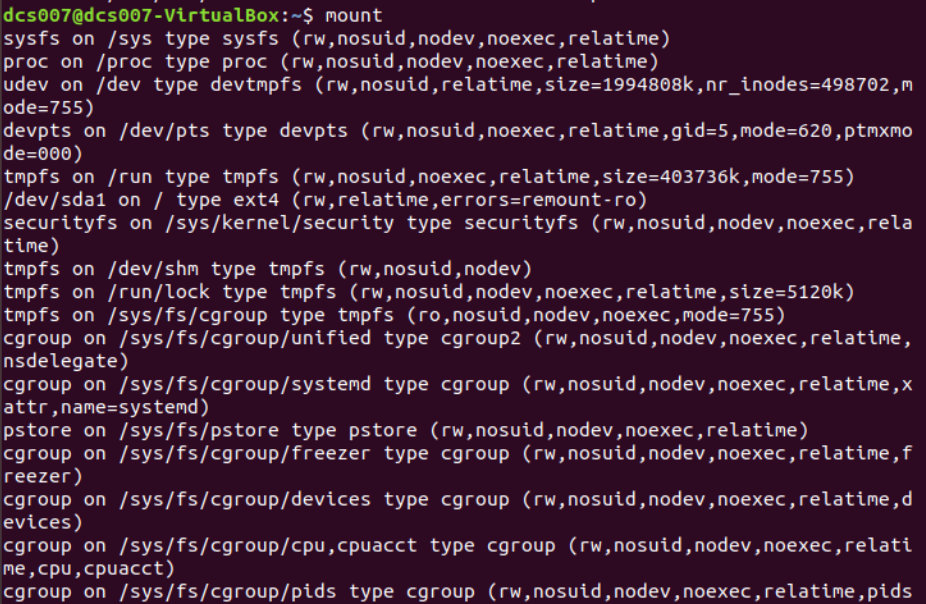 dcs007@dcs007-VirtualBox:~$ mount
sysfs on /sys type sysfs (rw,nosuid,nodev,noexec,relatime)
proc on /proc type proc (rw,nosuid,nodev,noexec,relatime)
udev on /dev type devtmpfs (rw,nosuid,relatime,size=1994808k,nr_inodes=498702,m
ode=755)
devpts on /dev/pts type devpts (rw,nosuid,noexec,relatime,gid=5,mode=620,ptmxmo
de=000)
tmpfs on /run type tmpfs (rw,nosuid,noexec,relatime,size=403736k,mode=755)
/dev/sda1 on / type ext4 (rw,relatime,errors=remount-ro)
securityfs on /sys/kernel/security type securityfs (rw,nosuid,nodev,noexec,rela
time)
tmpfs on /dev/shm type tmpfs (rw,nosuid,nodev)
tmpfs on /run/lock type tmpfs (rw,nosuid,nodev,noexec,relatime,size=5120k)
tmpfs on /sys/fs/cgroup type tmpfs (ro,nosuid,nodev,noexec,mode=755)
cgroup on /sys/fs/cgroup/unified type cgroup2 (rw,nosuid,nodev,noexec,relatime,
nsdelegate)
cgroup on /sys/fs/cgroup/systemd type cgroup (rw,nosuid,nodev,noexec,relatime,x
attr,name=systemd)
pstore on /sys/fs/pstore type pstore (rw,nosuid,nodev,noexec,relatime)
cgroup on /sys/fs/cgroup/freezer type cgroup (rw,nosuid,nodev,noexec,relatime,f
reezer)
cgroup on /sys/fs/cgroup/devices type cgroup (rw,nosuid,nodev,noexec,relatime,d
evices)
cgroup on /sys/fs/cgroup/cpu,cpuacct type cgroup (rw,nosuid,nodev,noexec,relati
me,cpu,cpuacct)
cgroup on /sys/fs/cgroup/pids type cgroup (rw,nosuid,nodev,noexec,relatime,pids